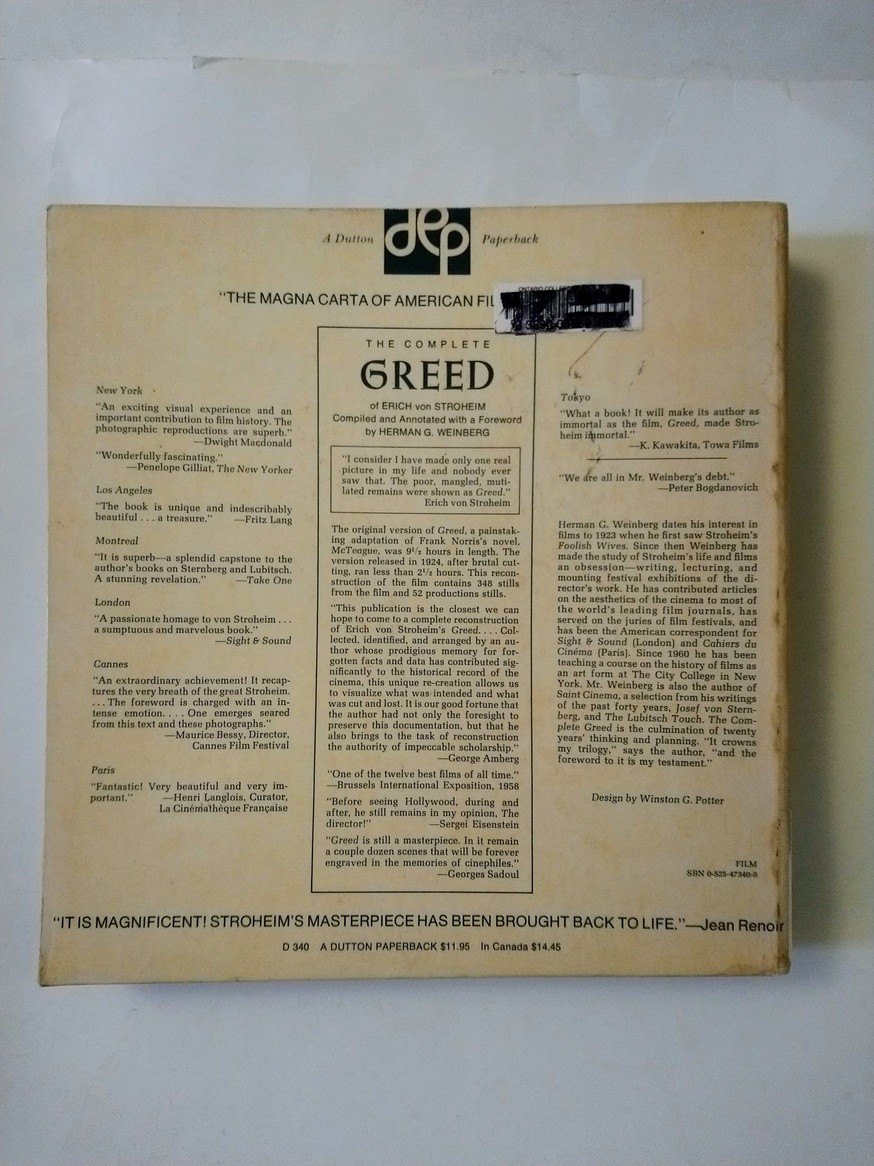 A Dutton dep Paperback
"THE MAGNA CARTA OF AMERICAN
ONTARIO
New York
"An exciting visual experience and an
important contribution to film history. The
photographic reproductions are superb."
—Dwight Macdonald
"Wonderfully fascinating."
—Penelope Gilliat, The New Yorker
Los Angeles
"The book is unique and indescribably
beautiful . . . a treasure." —Fritz Lang
Montreal
"It is superb—a splendid capstone to the
author's books on Sternberg and Lubitsch.
A stunning revelation." —Take One
London
"A passionate homage to von Stroheim . . .
a sumptuous and marvelous book."
—Sight & Sound
Cannes
"An extraordinary achievement! It recap-
tures the very breath of the great Stroheim.
. . . The foreword is charged with an in-
tense emotion. . . . One emerges seared
from this text and these photographs."
—Maurice Bessy, Director,
Cannes Film Festival
Paris
"Fantastic! Very beautiful and very im-
portant." —Henri Langlois, Curator,
La Cinémathèque Française
THE COMPLETE
GREED
of ERICH von STROHEIM
Compiled and Annotated with a Foreword
by HERMAN G. WEINBERG
"I consider I have made only one real
picture in my life and nobody ever
saw that. The poor, mangled, muti-
lated remains were shown as Greed."
Erich von Stroheim
The original version of Greed, a painstak-
ing adaptation of Frank Norris's novel,
McTeague, was 9½ hours in length. The
version released in 1924, after brutal cut-
ting, ran less than 2½ hours. This recon-
struction of the film contains 348 stills
from the film and 52 productions stills.
"This publication is the closest we can
hope to come to a complete reconstruction
of Erich von Stroheim's Greed. . . . Col-
lected, identified, and arranged by an au-
thor whose prodigious memory for for-
gotten facts and data has contributed sig-
nificantly to the historical record of the
cinema, this unique re-creation allows us
to visualize what was intended and what
was cut and lost. It is our good fortune that
the author had not only the foresight to
preserve this documentation, but that he
also brings to the task of reconstruction
the authority of impeccable scholarship."
—George Amberg
"One of the twelve best films of all time."
—Brussels International Exposition, 1958
"Before seeing Hollywood, during and
after, he still remains in my opinion, The
director!" —Sergei Eisenstein
"Greed is still a masterpiece. In it remain
a couple dozen scenes that will be forever
engraved in the memories of cinephiles."
—Georges Sadoul
Tokyo
"What a book! It will make its author as
immortal as the film, Greed, made Stro-
heim immortal."
—K. Kawakita, Towa Films
"We are all in Mr. Weinberg's debt."
—Peter Bogdanovich
Herman G. Weinberg dates his interest in
films to 1923 when he first saw Stroheim's
Foolish Wives. Since then Weinberg has
made the study of Stroheim's life and films
an obsession—writing, lecturing, and
mounting festival exhibitions of the di-
rector's work. He has contributed articles
on the aesthetics of the cinema to most of
the world's leading film journals, has
served on the juries of film festivals, and
has been the American correspondent for
Sight & Sound (London) and Cahiers du
Cinéma (Paris). Since 1960 he has been
teaching a course on the history of films as
an art form at The City College in New
York. Mr. Weinberg is also the author of
Saint Cinema, a selection from his writings
of the past forty years, Josef von Stern-
berg, and The Lubitsch Touch. The Com-
plete Greed is the culmination of twenty
years' thinking and planning. "It crowns
my trilogy," says the author, "and the
foreword to it is my testament."
Design by Winston G. Potter
FILM
SBN 0-525-47340-8
"IT IS MAGNIFICENT! STROHEIM'S MASTERPIECE HAS BEEN BROUGHT BACK TO LIFE."—Jean Renoir
D 340 A DUTTON PAPERBACK $11.95 In Canada $14.45